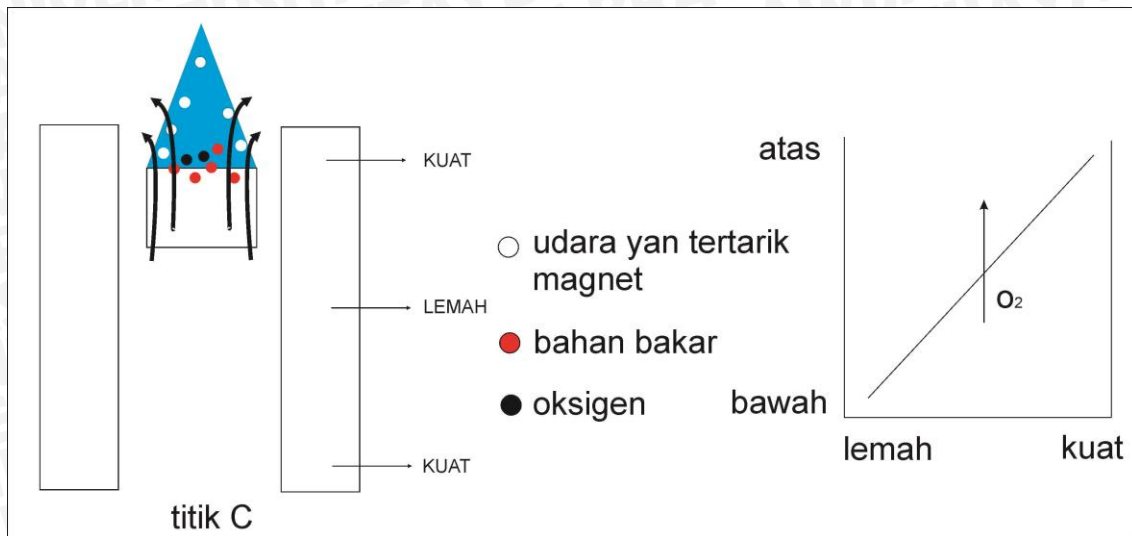 KUAT
LEMAH
KUAT
titik C
udara yan tertarik
magnet
bahan bakar
oksigen
atas
bawah
O₂
lemah
kuat